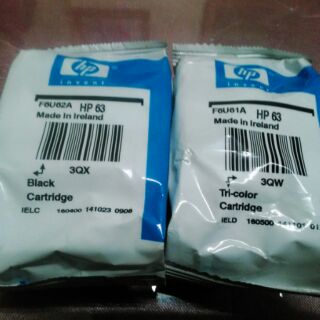 hp
invent
F6U62A HP 63
Made in Ireland
3QX
Black
Cartridge
IELC 160400 141023 0908
hp
invent
F6U61A HP 63
Made in Ireland
3QW
Tri-color
Cartridge
IELD 160500 141023